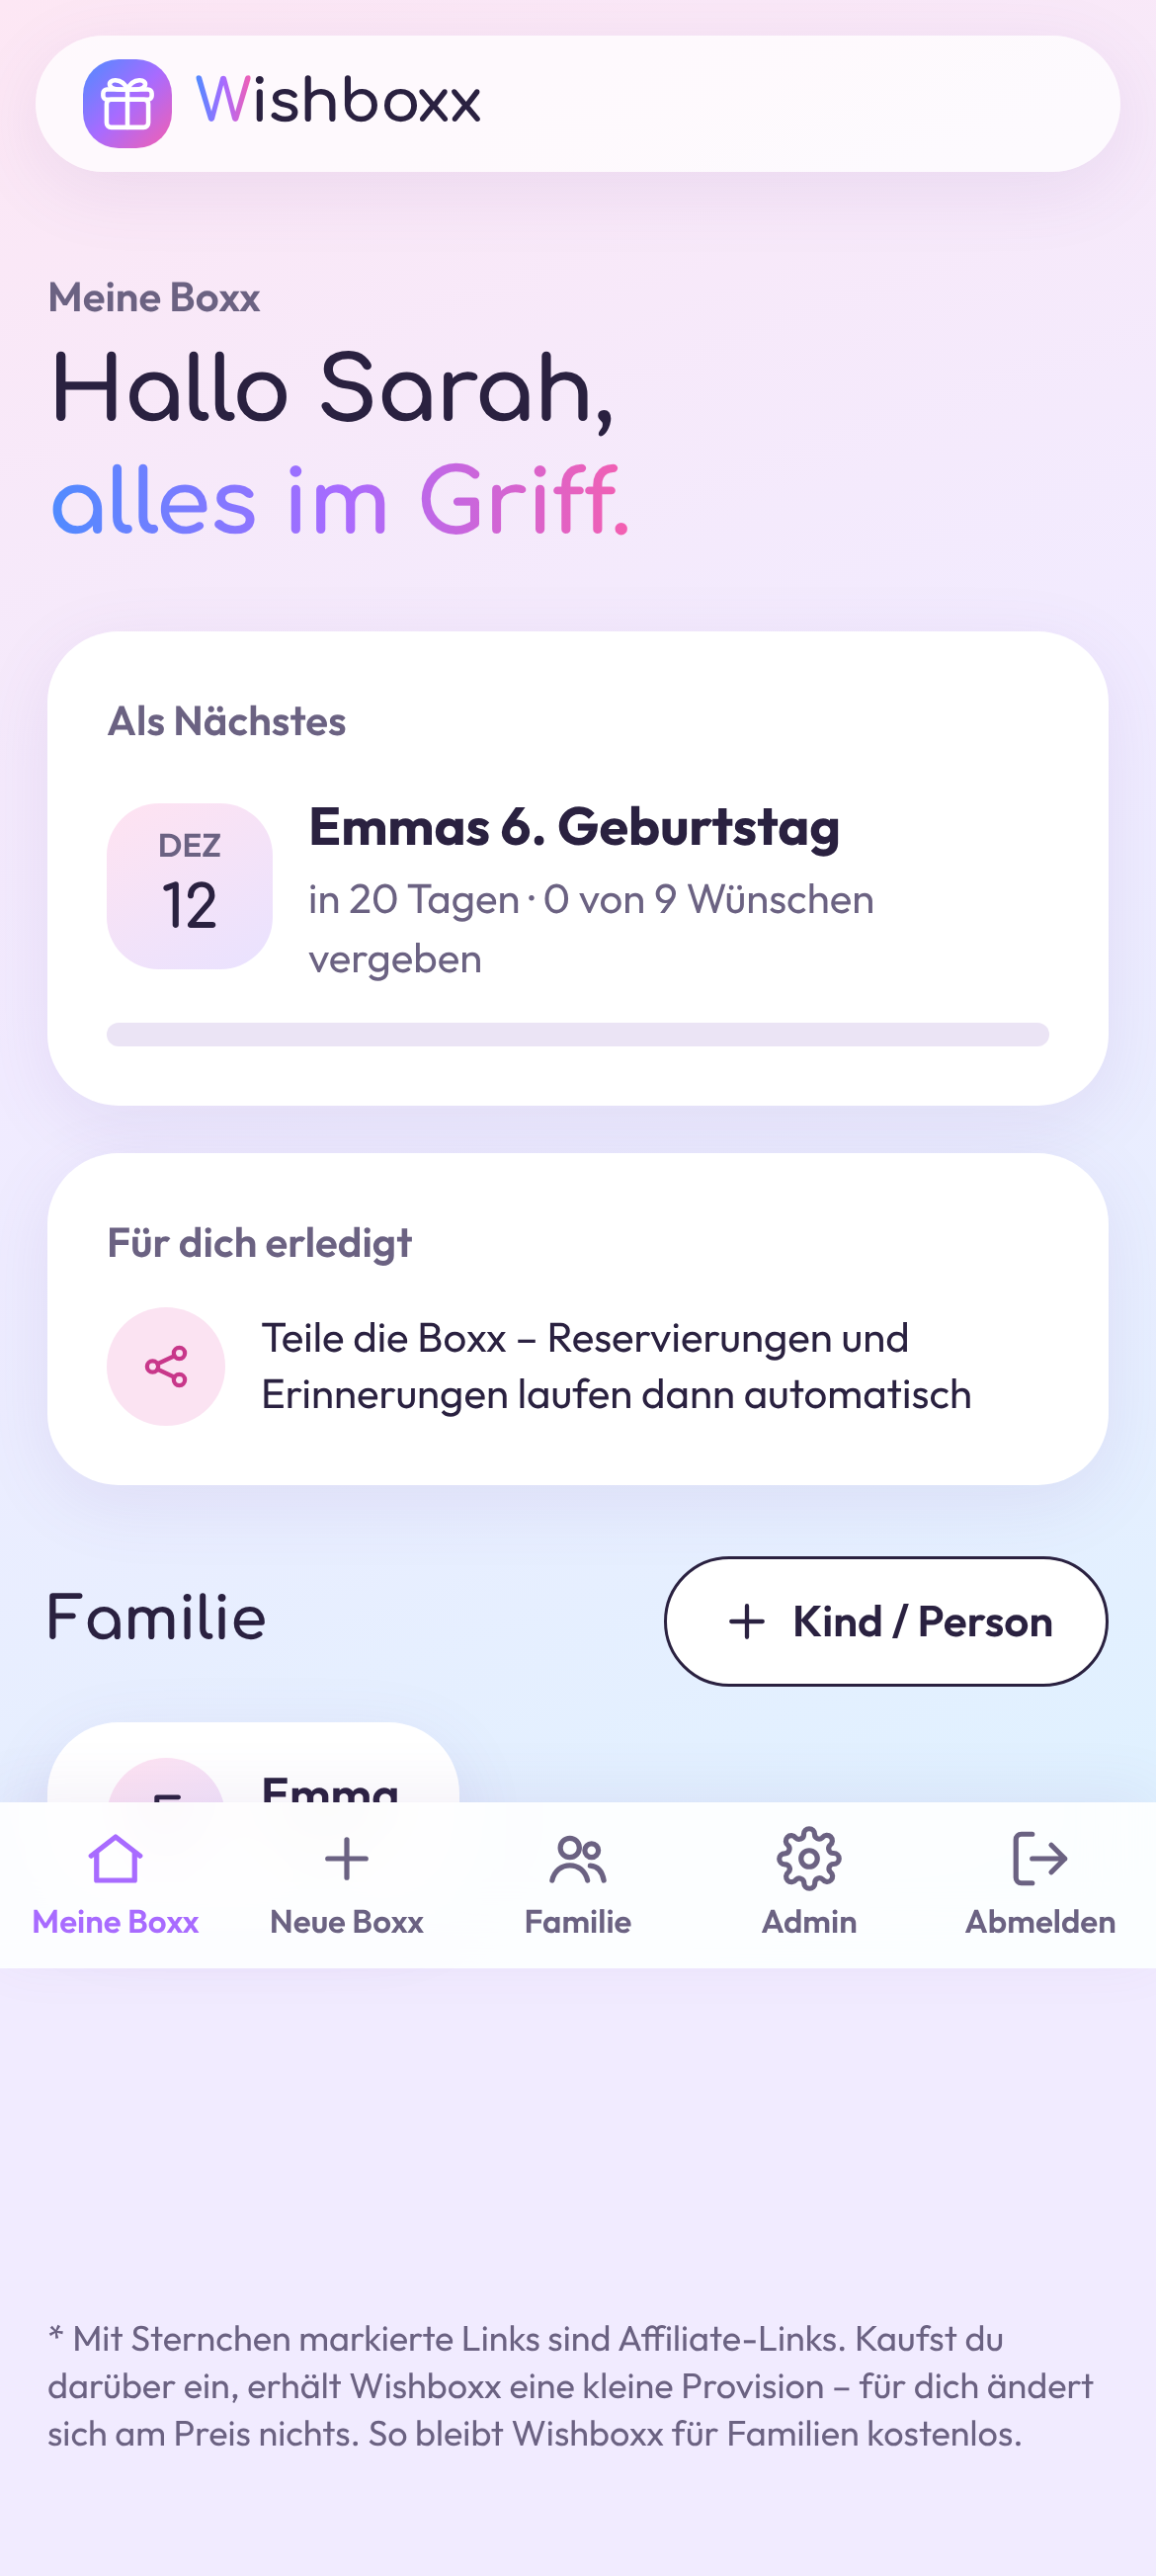 Wishboxx
Meine Boxx
Hallo Sarah,
alles im Griff.
Als Nächstes
DEZ
12
Emmas 6. Geburtstag
in 20 Tagen · 0 von 9 Wünschen
vergeben
Für dich erledigt
Teile die Boxx – Reservierungen und
Erinnerungen laufen dann automatisch
Familie
+ Kind / Person
Emma
Meine Boxx
Neue Boxx
Familie
Admin
Abmelden
* Mit Sternchen markierte Links sind Affiliate-Links. Kaufst du
darüber ein, erhält Wishboxx eine kleine Provision – für dich ändert
sich am Preis nichts. So bleibt Wishboxx für Familien kostenlos.